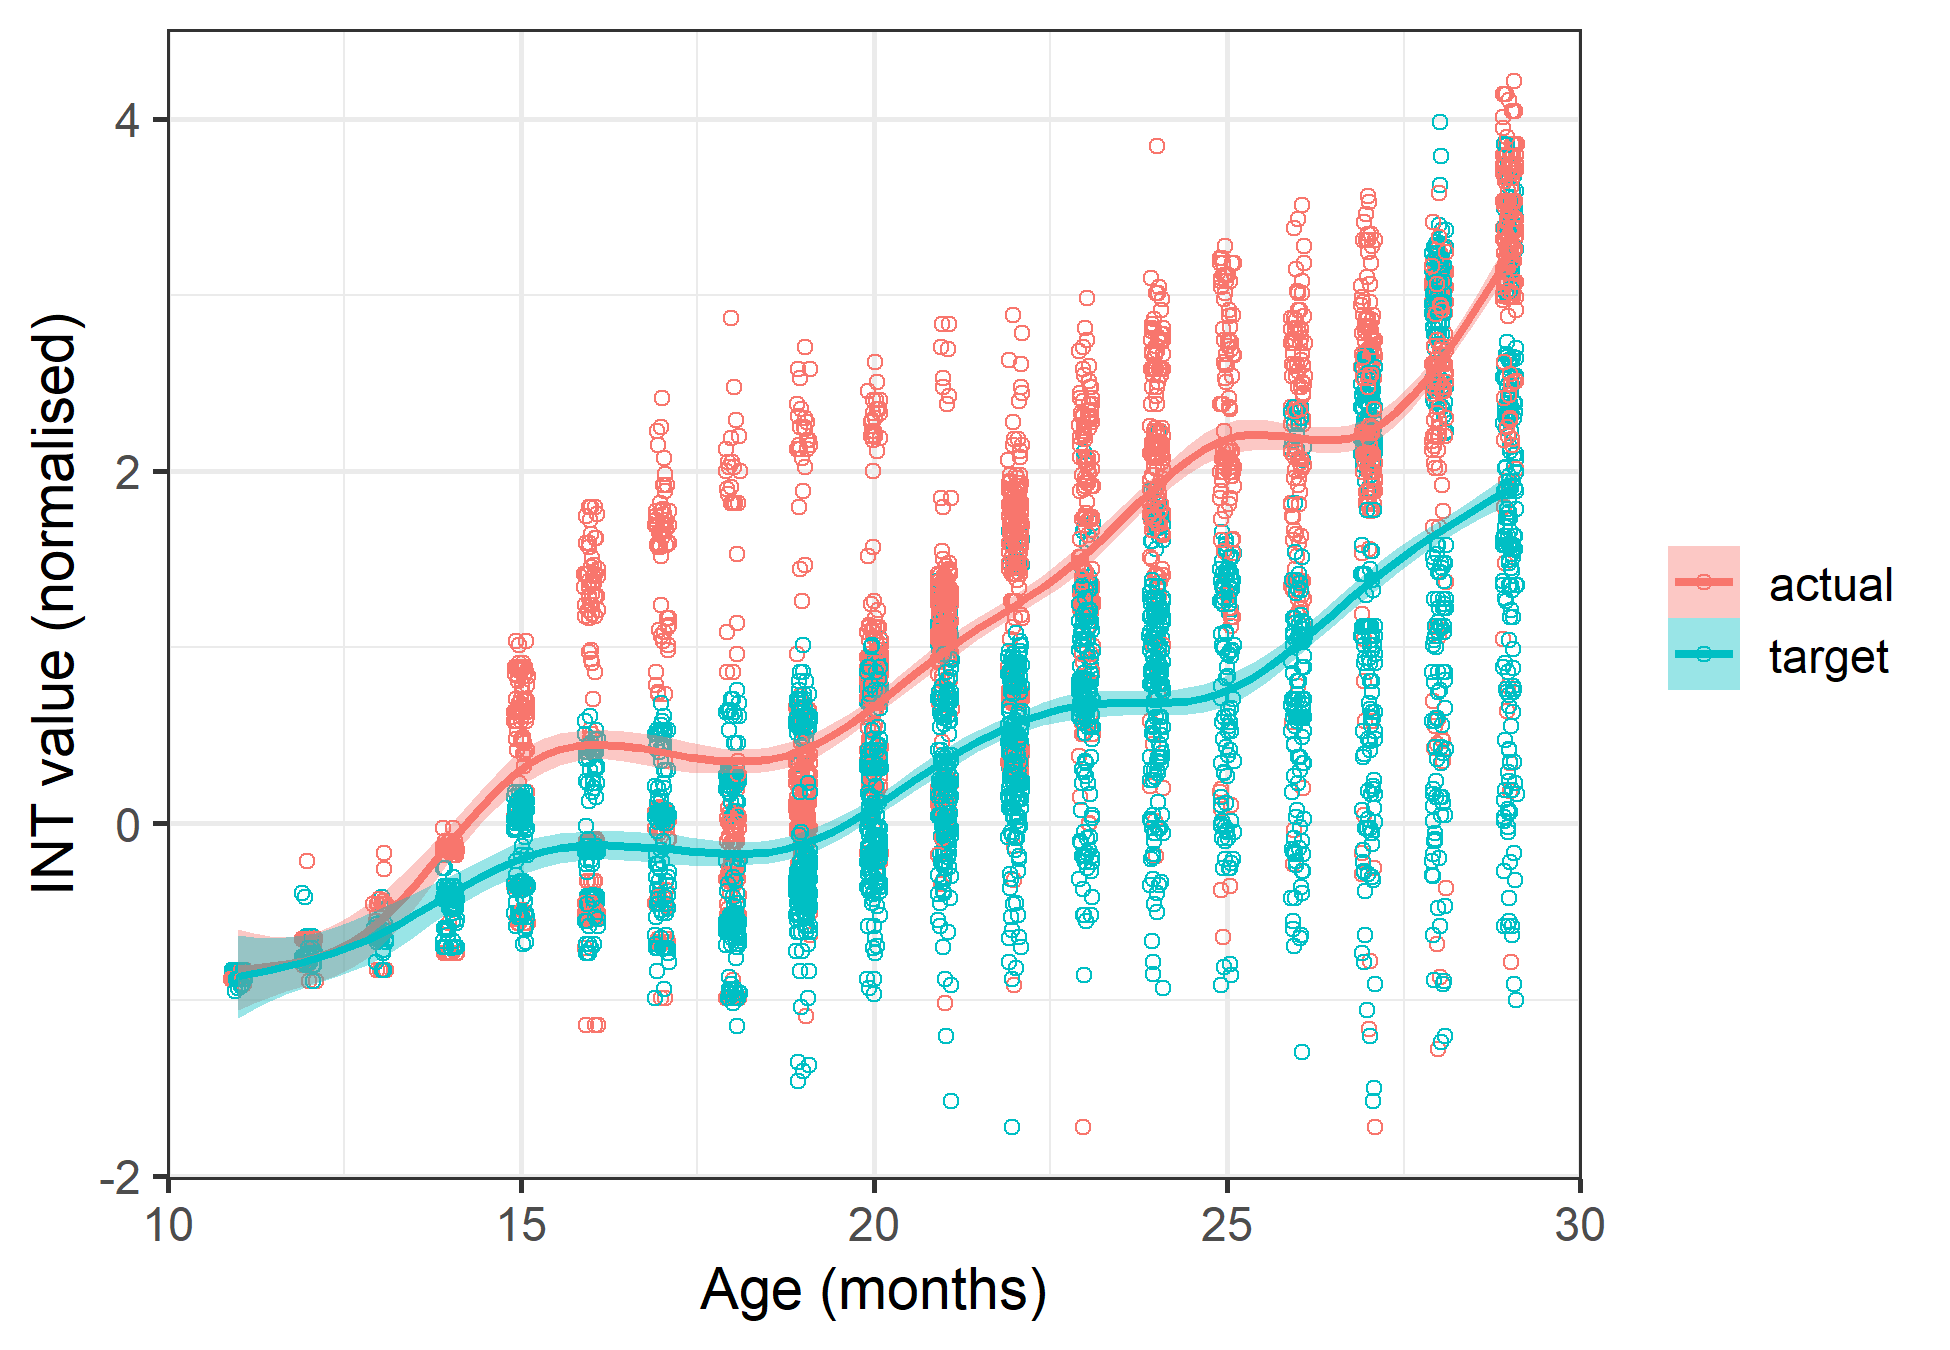 INT value (normalised)
4
2
0
-2
10 15 20 25 30
Age (months)
actual
target